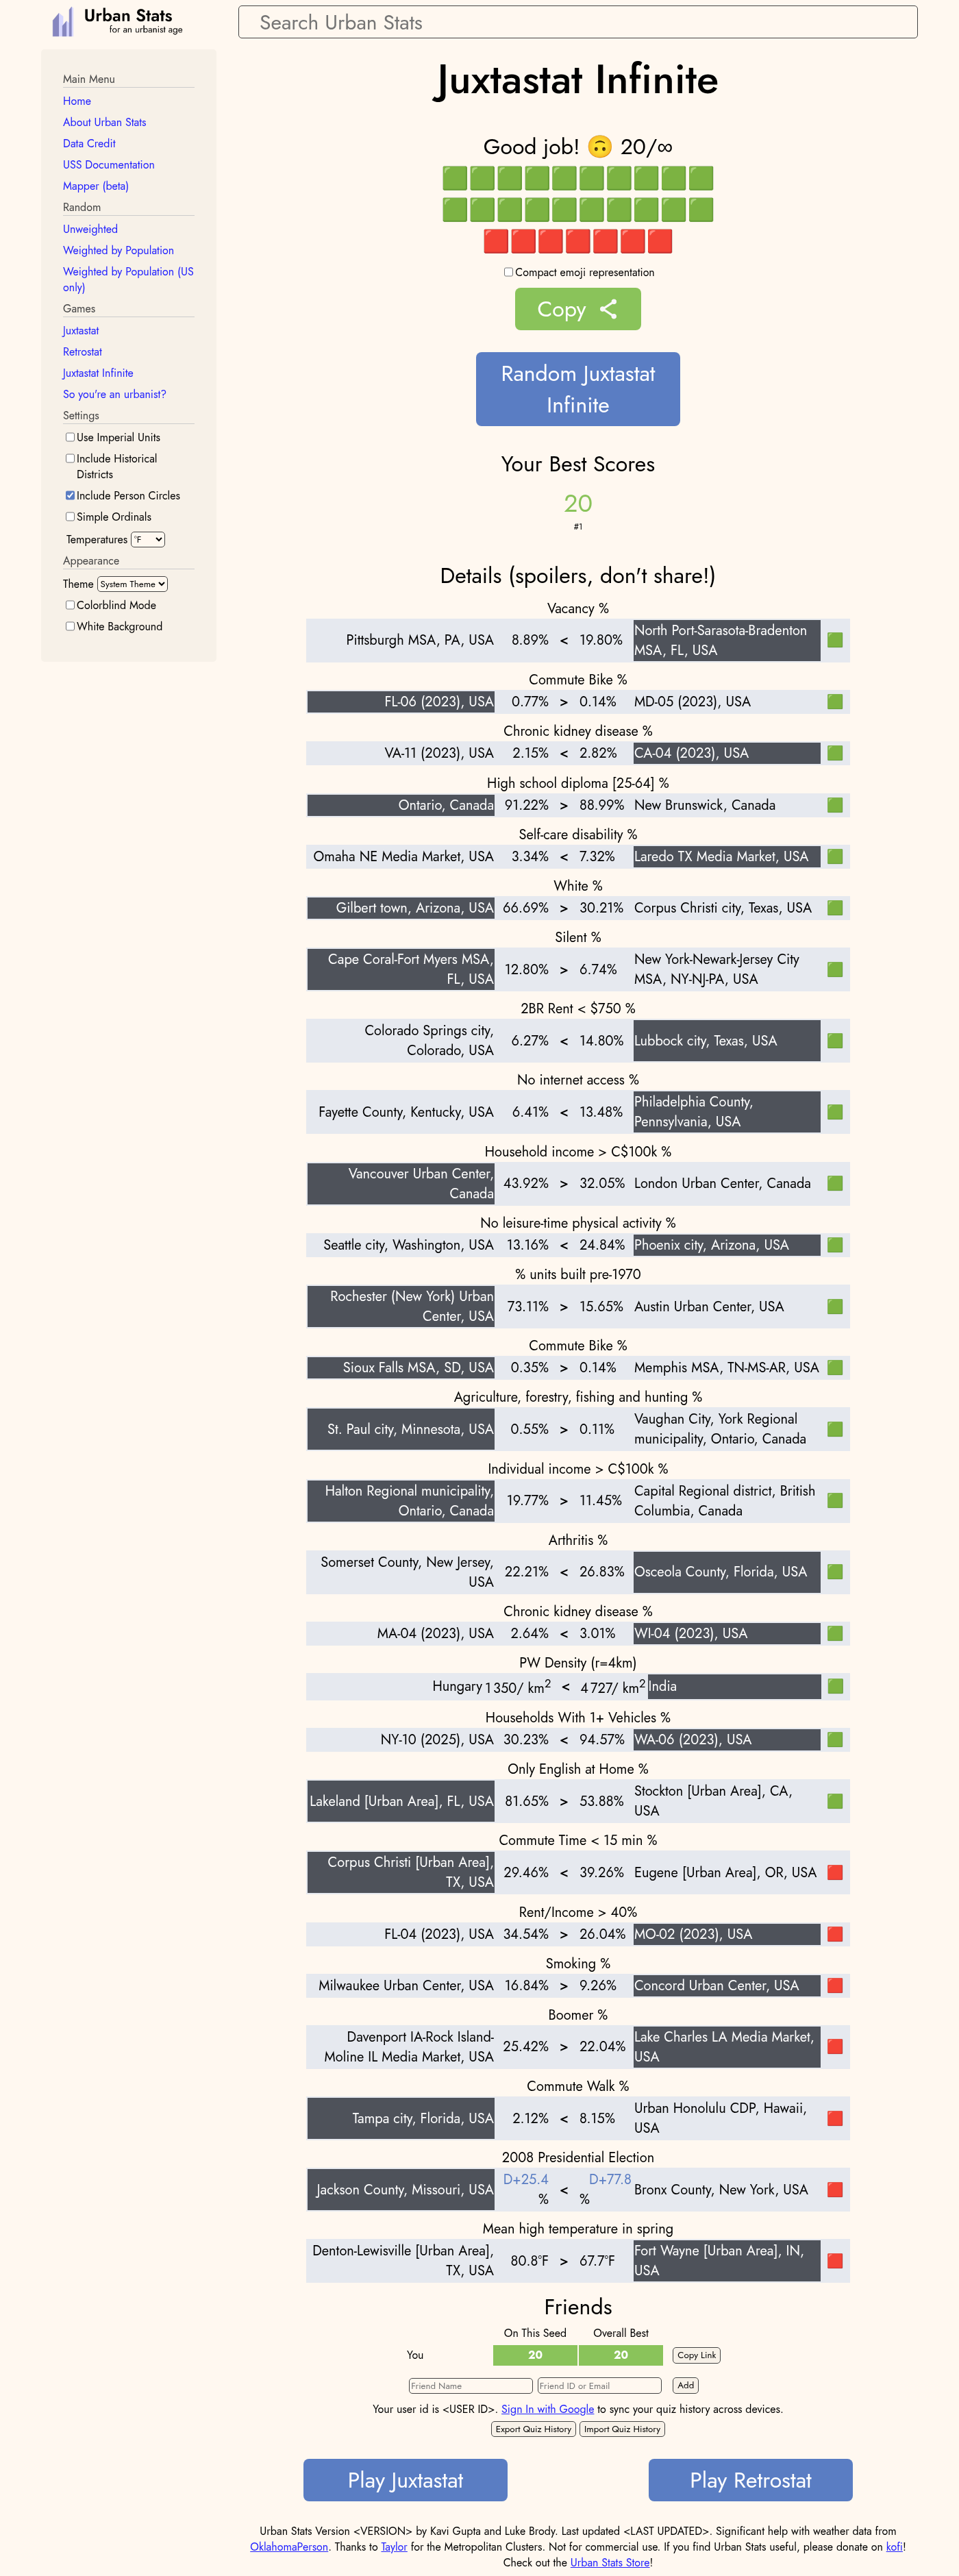 Urban Stats
for an urbanist age
Search Urban Stats
Main Menu
Home
About Urban Stats
Data Credit
USS Documentation
Mapper (beta)
Random
Unweighted
Weighted by Population
Weighted by Population (US
only)
Games
Juxtastat
Retrostat
Juxtastat Infinite
So you're an urbanist?
Settings
Use Imperial Units
Include Historical
Districts
Include Person Circles
Simple Ordinals
Temperatures °F
Appearance
Theme System Theme
Colorblind Mode
White Background
Juxtastat Infinite
Good job! 🙃 20/∞
Compact emoji representation
Copy
Random Juxtastat
Infinite
Your Best Scores
20
#1
Details (spoilers, don't share!)
Vacancy %
Pittsburgh MSA, PA, USA 8.89% < 19.80% North Port-Sarasota-Bradenton
MSA, FL, USA
Commute Bike %
FL-06 (2023), USA 0.77% > 0.14% MD-05 (2023), USA
Chronic kidney disease %
VA-11 (2023), USA 2.15% < 2.82% CA-04 (2023), USA
High school diploma [25-64] %
Ontario, Canada 91.22% > 88.99% New Brunswick, Canada
Self-care disability %
Omaha NE Media Market, USA 3.34% < 7.32% Laredo TX Media Market, USA
White %
Gilbert town, Arizona, USA 66.69% > 30.21% Corpus Christi city, Texas, USA
Silent %
Cape Coral-Fort Myers MSA,
FL, USA 12.80% > 6.74% New York-Newark-Jersey City
MSA, NY-NJ-PA, USA
2BR Rent < $750 %
Colorado Springs city,
Colorado, USA 6.27% < 14.80% Lubbock city, Texas, USA
No internet access %
Fayette County, Kentucky, USA 6.41% < 13.48% Philadelphia County,
Pennsylvania, USA
Household income > C$100k %
Vancouver Urban Center,
Canada 43.92% > 32.05% London Urban Center, Canada
No leisure-time physical activity %
Seattle city, Washington, USA 13.16% < 24.84% Phoenix city, Arizona, USA
% units built pre-1970
Rochester (New York) Urban
Center, USA 73.11% > 15.65% Austin Urban Center, USA
Commute Bike %
Sioux Falls MSA, SD, USA 0.35% > 0.14% Memphis MSA, TN-MS-AR, USA
Agriculture, forestry, fishing and hunting %
St. Paul city, Minnesota, USA 0.55% > 0.11% Vaughan City, York Regional
municipality, Ontario, Canada
Individual income > C$100k %
Halton Regional municipality,
Ontario, Canada 19.77% > 11.45% Capital Regional district, British
Columbia, Canada
Arthritis %
Somerset County, New Jersey,
USA 22.21% < 26.83% Osceola County, Florida, USA
Chronic kidney disease %
MA-04 (2023), USA 2.64% < 3.01% WI-04 (2023), USA
PW Density (r=4km)
Hungary 1 350/ km² < 4 727/ km² India
Households With 1+ Vehicles %
NY-10 (2025), USA 30.23% < 94.57% WA-06 (2023), USA
Only English at Home %
Lakeland [Urban Area], FL, USA 81.65% > 53.88% Stockton [Urban Area], CA,
USA
Commute Time < 15 min %
Corpus Christi [Urban Area],
TX, USA 29.46% < 39.26% Eugene [Urban Area], OR, USA
Rent/Income > 40%
FL-04 (2023), USA 34.54% > 26.04% MO-02 (2023), USA
Smoking %
Milwaukee Urban Center, USA 16.84% > 9.26% Concord Urban Center, USA
Boomer %
Davenport IA-Rock Island-
Moline IL Media Market, USA 25.42% > 22.04% Lake Charles LA Media Market,
USA
Commute Walk %
Tampa city, Florida, USA 2.12% < 8.15% Urban Honolulu CDP, Hawaii,
USA
2008 Presidential Election
Jackson County, Missouri, USA D+25.4 % < D+77.8 % Bronx County, New York, USA
Mean high temperature in spring
Denton-Lewisville [Urban Area],
TX, USA 80.8°F > 67.7°F Fort Wayne [Urban Area], IN,
USA
Friends
On This Seed Overall Best
You 20 20 Copy Link
Friend Name Friend ID or Email Add
Your user id is <USER ID>. Sign In with Google to sync your quiz history across devices.
Export Quiz History Import Quiz History
Play Juxtastat Play Retrostat
Urban Stats Version <VERSION> by Kavi Gupta and Luke Brody. Last updated <LAST UPDATED>. Significant help with weather data from
OklahomaPerson. Thanks to Taylor for the Metropolitan Clusters. Not for commercial use. If you find Urban Stats useful, please donate on kofi!
Check out the Urban Stats Store!